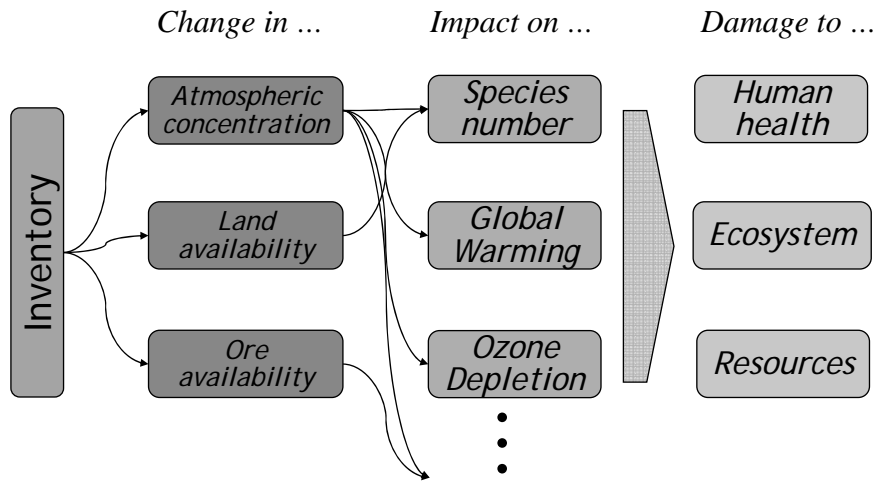 Change in ...
Impact on ...
Damage to ...
Inventory
Atmospheric
concentration
Land
availability
Ore
availability
Species
number
Global
Warming
Ozone
Depletion
Human
health
Ecosystem
Resources